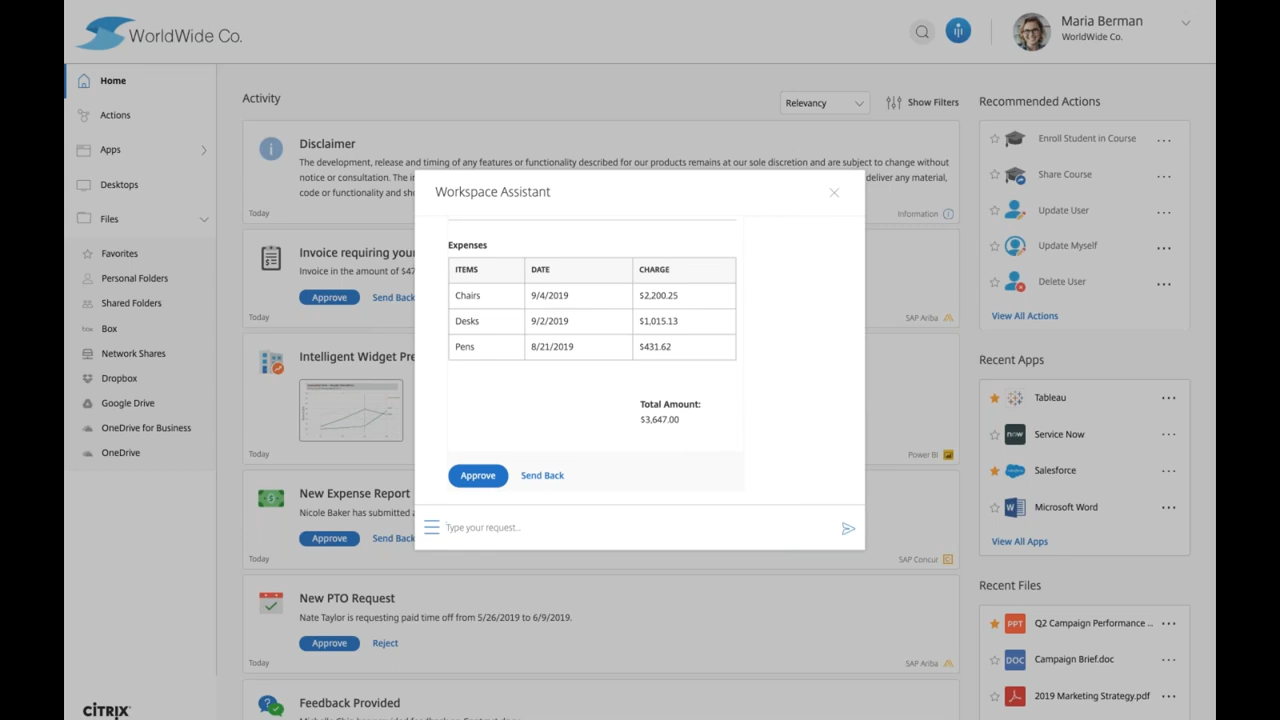 WorldWide Co.
Maria Berman
WorldWide Co.
Home
Actions
Apps
Desktops
Files
Favorites
Personal Folders
Shared Folders
Box
Network Shares
Dropbox
Google Drive
OneDrive for Business
OneDrive
CİTRIX
Activity
Relevancy
Show Filters
Disclaimer
The development, release and timing of any features or functionality described for our products remains at our sole discretion and are subject to change without
notice or consultation. The deliver any material,
code or functionality and
Today
Information
Invoice requiring your
Invoice in the amount of $47
Approve Send Back
Today
SAP Ariba
Intelligent Widget
Today
Power BI
New Expense Report
Nicole Baker has submitted
Approve Send Back
Today
SAP Concur
New PTO Request
Nate Taylor is requesting paid time off from 5/26/2019 to 6/9/2019.
Approve Reject
Today
SAP Ariba
Feedback Provided
Workspace Assistant
Expenses
ITEMS DATE CHARGE
Chairs 9/4/2019 $2,200.25
Desks 9/2/2019 $1,015.13
Pens 8/21/2019 $431.62
Total Amount:
$3,647.00
Approve Send Back
Type your request...
Recommended Actions
Enroll Student in Course
Share Course
Update User
Update Myself
Delete User
View All Actions
Recent Apps
Tableau
now Service Now
Salesforce
Microsoft Word
View All Apps
Recent Files
PPT Q2 Campaign Performance ...
DOC Campaign Brief.doc
2019 Marketing Strategy.pdf